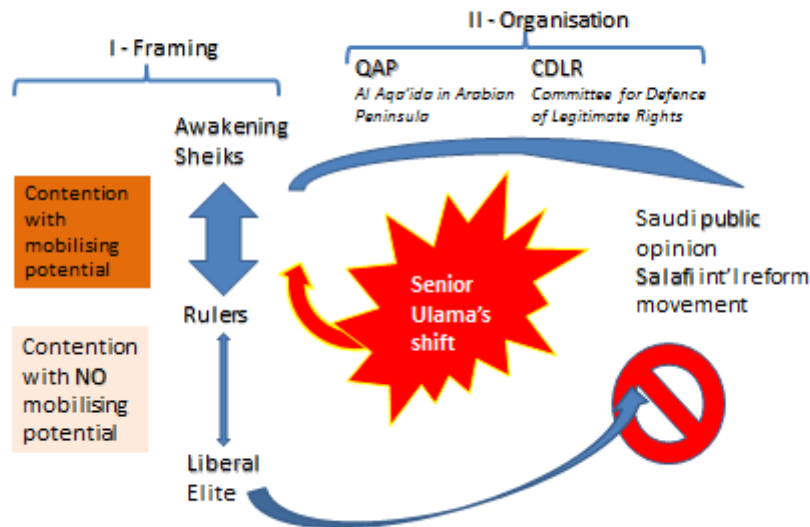 II - Organisation
I - Framing
QAP
Al Aqa'ida in Arabian
Peninsula
CDLR
Committee for Defence
of Legitimate Rights
Awakening
Sheiks
Contention
with
mobilising
potential
Rulers
Contention
with NO
mobilising
potential
Liberal
Elite
Senior
Ulama's
shift
Saudi public
opinion
Salafi int'l reform
movement